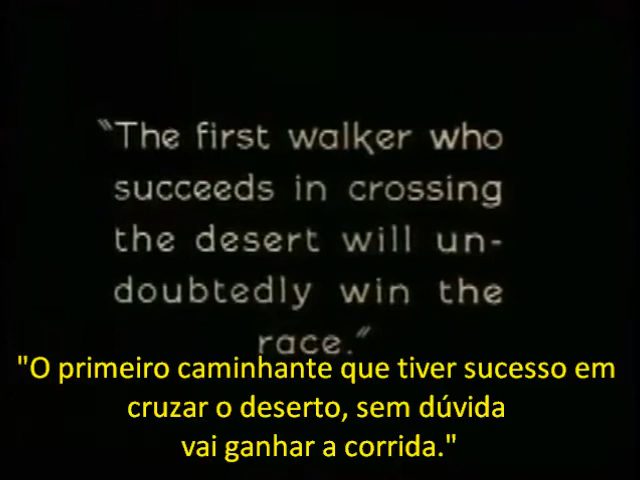 "The first walker who
succeeds in crossing
the desert will un-
doubtedly win the
race."
"O primeiro caminhante que tiver sucesso em
cruzar o deserto, sem dúvida
vai ganhar a corrida."